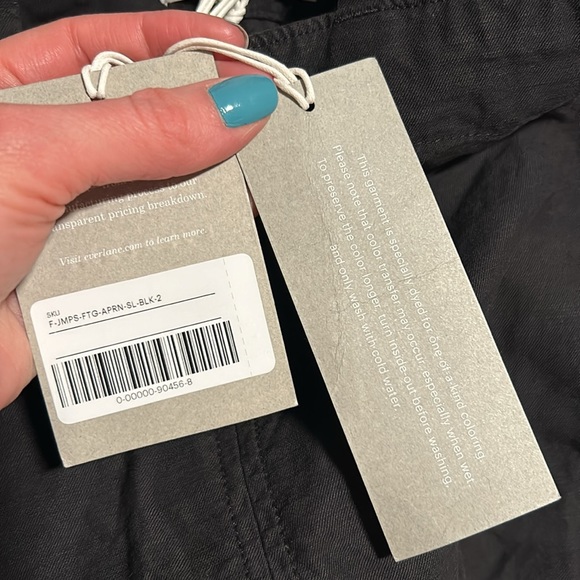 transparent pricing breakdown.
Visit everlane.com to learn more.
SKU
F-JMPS-FTG-APRN-SL-BLK-2
0-00000-90456-8
This garment is specially dyed for one-of-a-kind coloring.
Please note that color transfer may occur, especially when wet.
To preserve the color longer, turn inside-out before washing,
and only wash with cold water.